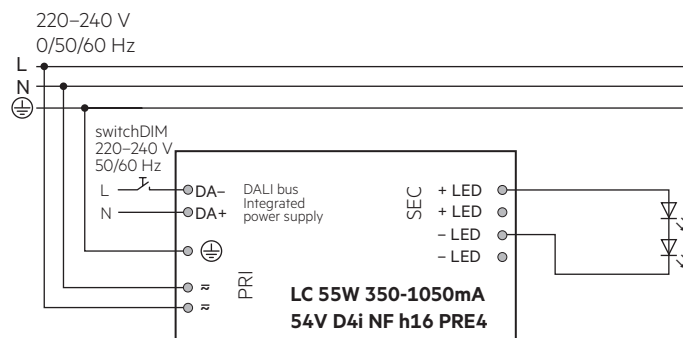 220–240 V
0/50/60 Hz
L
N
switchDIM
220–240 V
50/60 Hz
L
N
DA–
DA+
DALI bus
Integrated
power supply
SEC
+ LED
+ LED
– LED
– LED
PRI
≂
≂
LC 55W 350-1050mA
54V D4i NF h16 PRE4